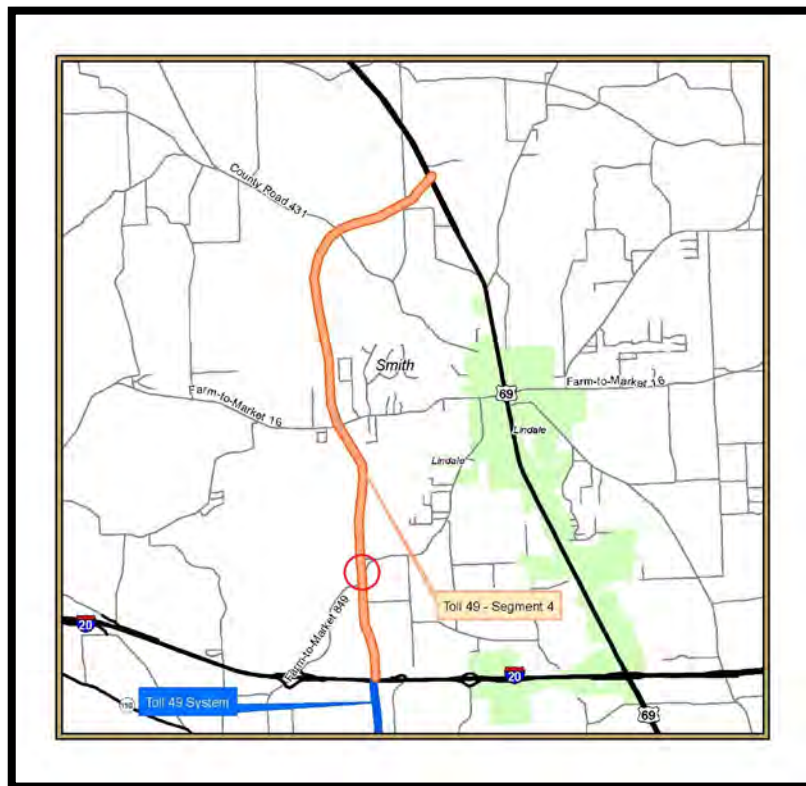 County Road 431
Smith
Farm-to-Market 16
Farm-to-Market 16
69
Lindale
Lindale
Toll 49 - Segment 4
Farm-to-Market 849
20
20
Toll 49 System
110
69